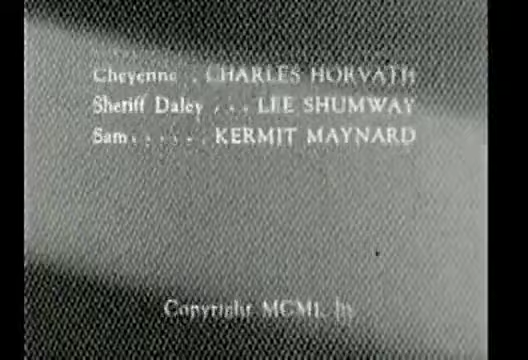 Cheyenne . . CHARLES HORVATH
Sheriff Daley . . . LEE SHUMWAY
Sam . . . . . . KERMIT MAYNARD
Copyright MCML by